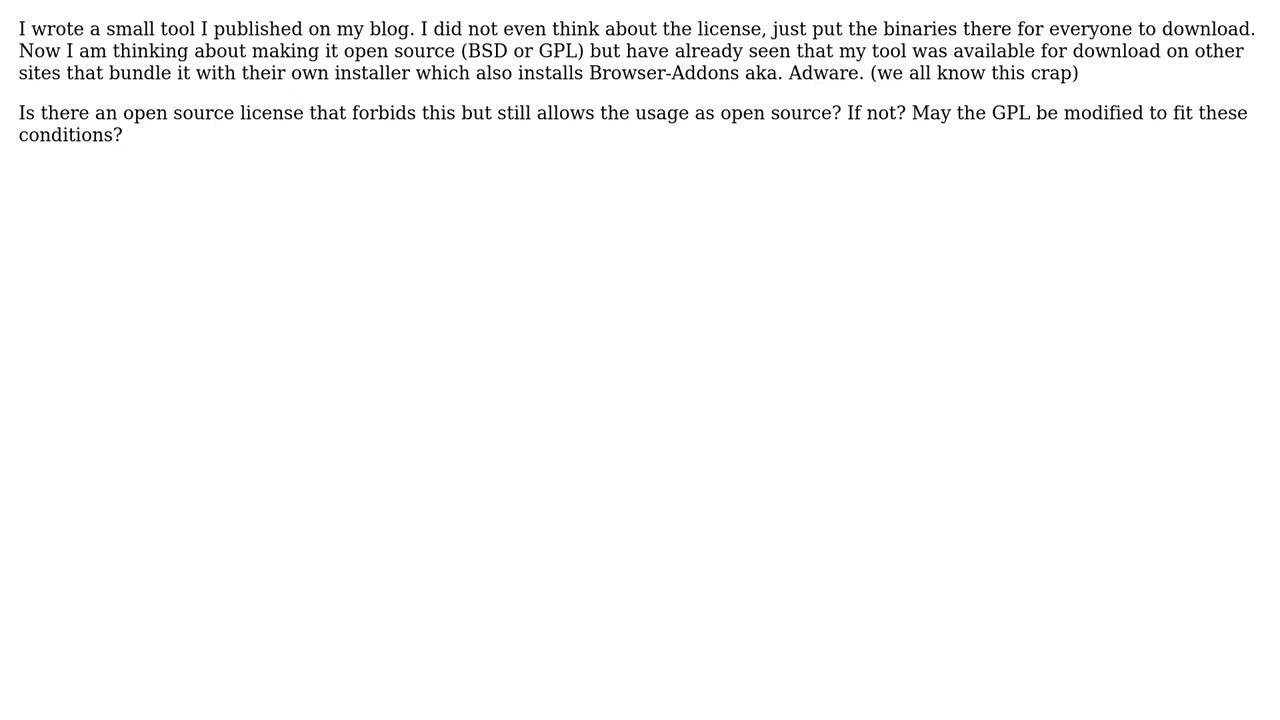 I wrote a small tool I published on my blog. I did not even think about the license, just put the binaries there for everyone to download.
Now I am thinking about making it open source (BSD or GPL) but have already seen that my tool was available for download on other
sites that bundle it with their own installer which also installs Browser-Addons aka. Adware. (we all know this crap)
Is there an open source license that forbids this but still allows the usage as open source? If not? May the GPL be modified to fit these
conditions?